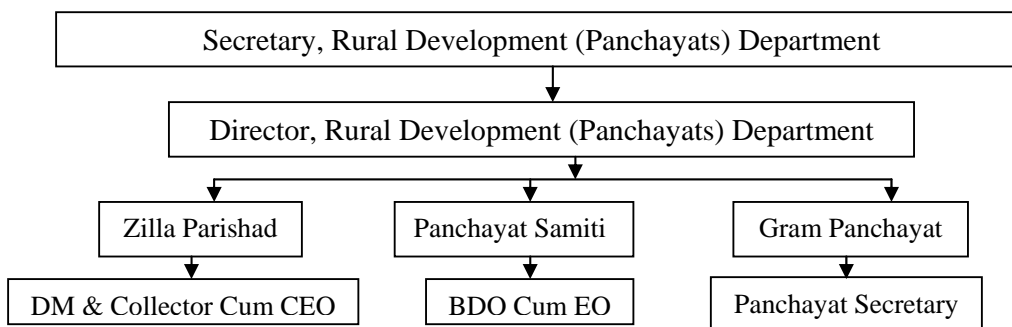 Secretary, Rural Development (Panchayats) Department
Director, Rural Development (Panchayats) Department
Zilla Parishad
Panchayat Samiti
Gram Panchayat
DM & Collector Cum CEO
BDO Cum EO
Panchayat Secretary